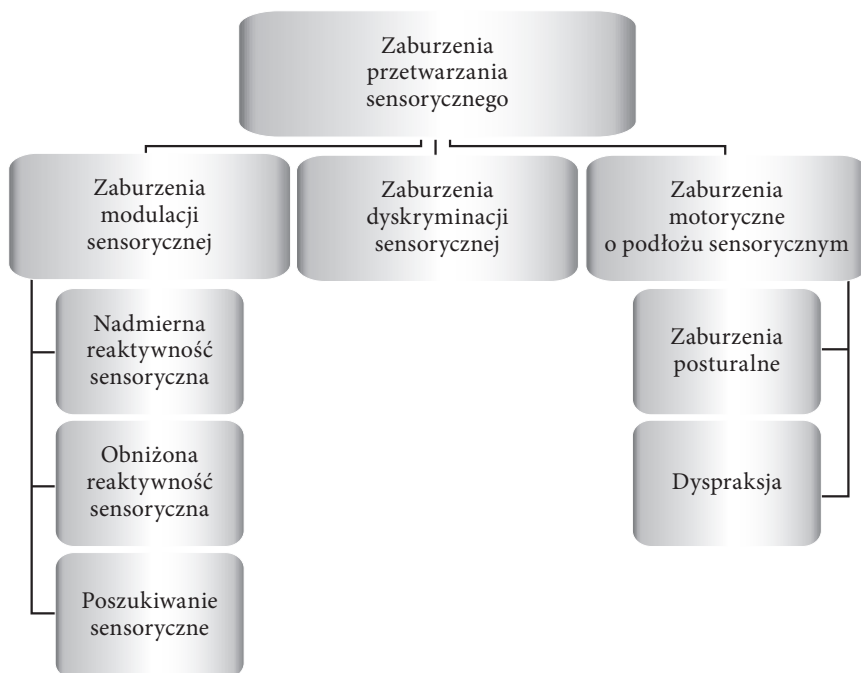 Zaburzenia
przetwarzania
sensorycznego
Zaburzenia
modulacji
sensorycznej
Zaburzenia
dyskryminacji
sensorycznej
Zaburzenia
motoryczne
o podłożu sensorycznym
Nadmierna
reaktywność
sensoryczna
Obniżona
reaktywność
sensoryczna
Poszukiwanie
sensoryczne
Zaburzenia
posturalne
Dyspraksja